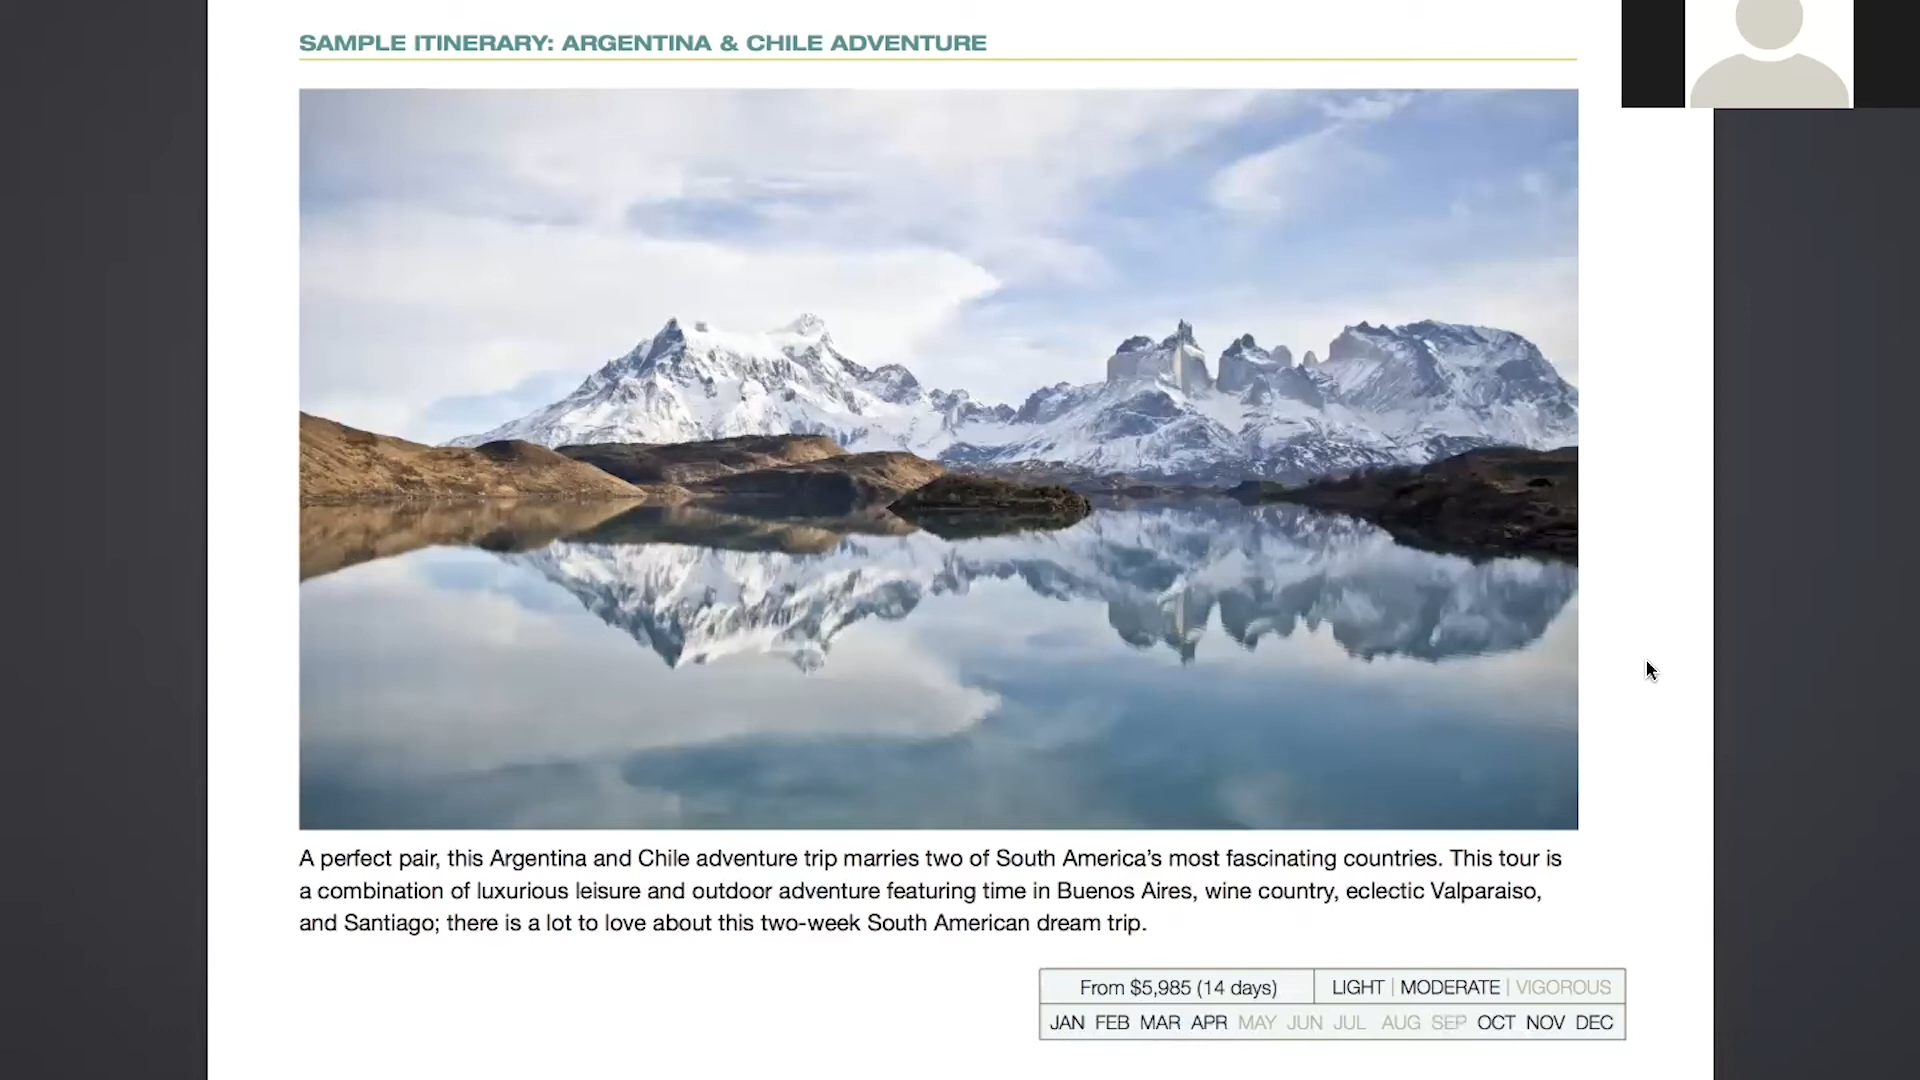 SAMPLE ITINERARY: ARGENTINA & CHILE ADVENTURE
A perfect pair, this Argentina and Chile adventure trip marries two of South America’s most fascinating countries. This tour is
a combination of luxurious leisure and outdoor adventure featuring time in Buenos Aires, wine country, eclectic Valparaiso,
and Santiago; there is a lot to love about this two-week South American dream trip.
From $5,985 (14 days) LIGHT | MODERATE | VIGOROUS
JAN FEB MAR APR MAY JUN JUL AUG SEP OCT NOV DEC